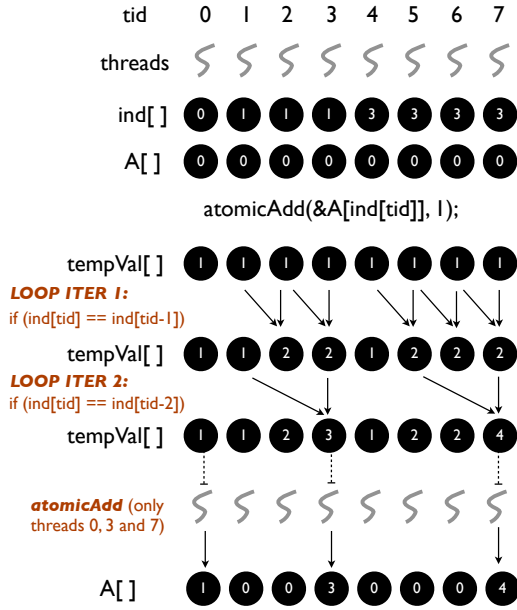 tid 0 1 2 3 4 5 6 7
threads
ind[ ] 0 1 1 1 3 3 3 3
A[ ] 0 0 0 0 0 0 0 0
atomicAdd(&A[ind[tid]], 1);
tempVal[ ] 1 1 1 1 1 1 1 1
LOOP ITER 1:
if (ind[tid] == ind[tid-1])
tempVal[ ] 1 1 2 2 1 2 2 2
LOOP ITER 2:
if (ind[tid] == ind[tid-2])
tempVal[ ] 1 1 2 3 1 2 2 4
atomicAdd (only
threads 0, 3 and 7)
A[ ] 1 0 0 3 0 0 0 4